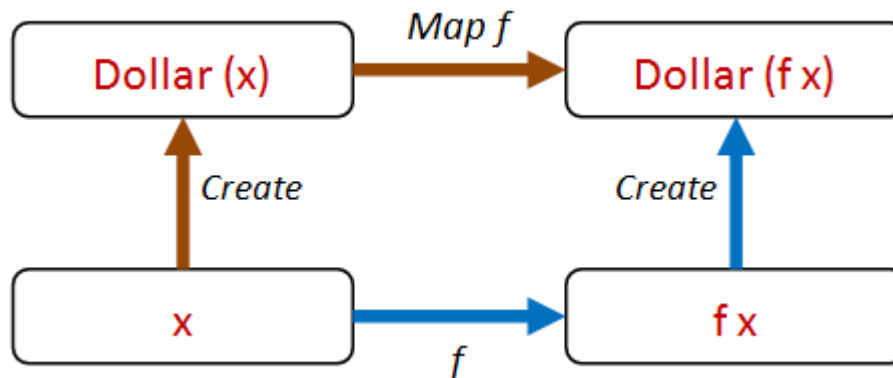 Map f
Dollar (x)
Dollar (f x)
Create
Create
x
f x
f